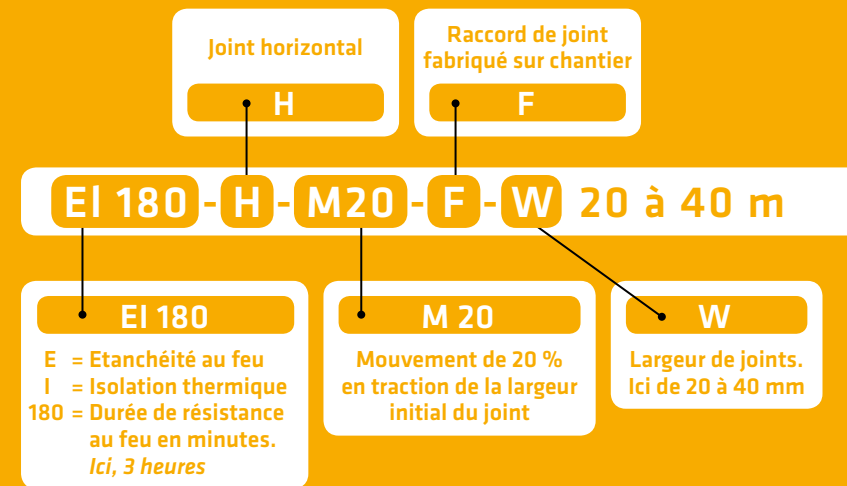 Joint horizontal
H
Raccord de joint
fabriqué sur chantier
F
EI 180-H-M20-F-W 20 à 40 m
EI 180
E = Etanchéité au feu
I = Isolation thermique
180 = Durée de résistance
au feu en minutes.
Ici, 3 heures
M 20
Mouvement de 20 %
en traction de la largeur
initial du joint
W
Largeur de joints.
Ici de 20 à 40 mm